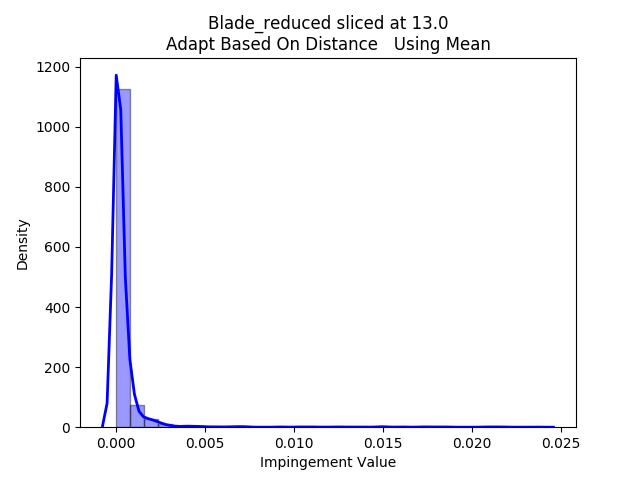 Blade_reduced sliced at 13.0
Adapt Based On Distance   Using Mean
1200
1000
800
600
400
200
0
Density
0.000 0.005 0.010 0.015 0.020 0.025
Impingement Value